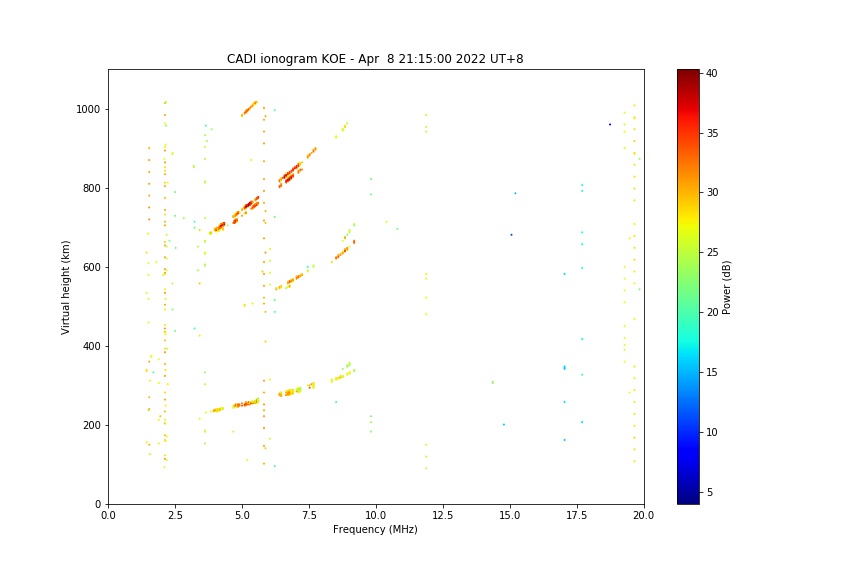 CADI ionogram KOE - Apr  8 21:15:00 2022 UT+8
Virtual height (km)
1000
800
600
400
200
0
0.0 2.5 5.0 7.5 10.0 12.5 15.0 17.5 20.0
Frequency (MHz)
40
35
30
25
20
15
10
5
Power (dB)